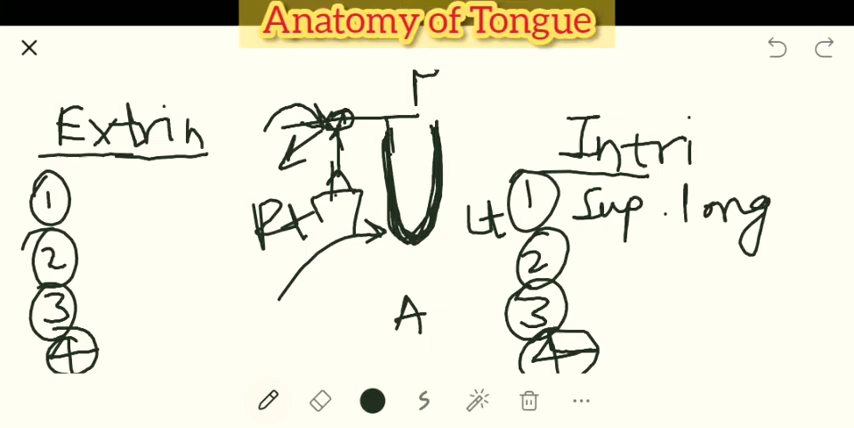 Anatomy of Tongue
Extrin
Intri
1
2
3
4
Rt
Lt
A
1 Sup. long
2
3
4